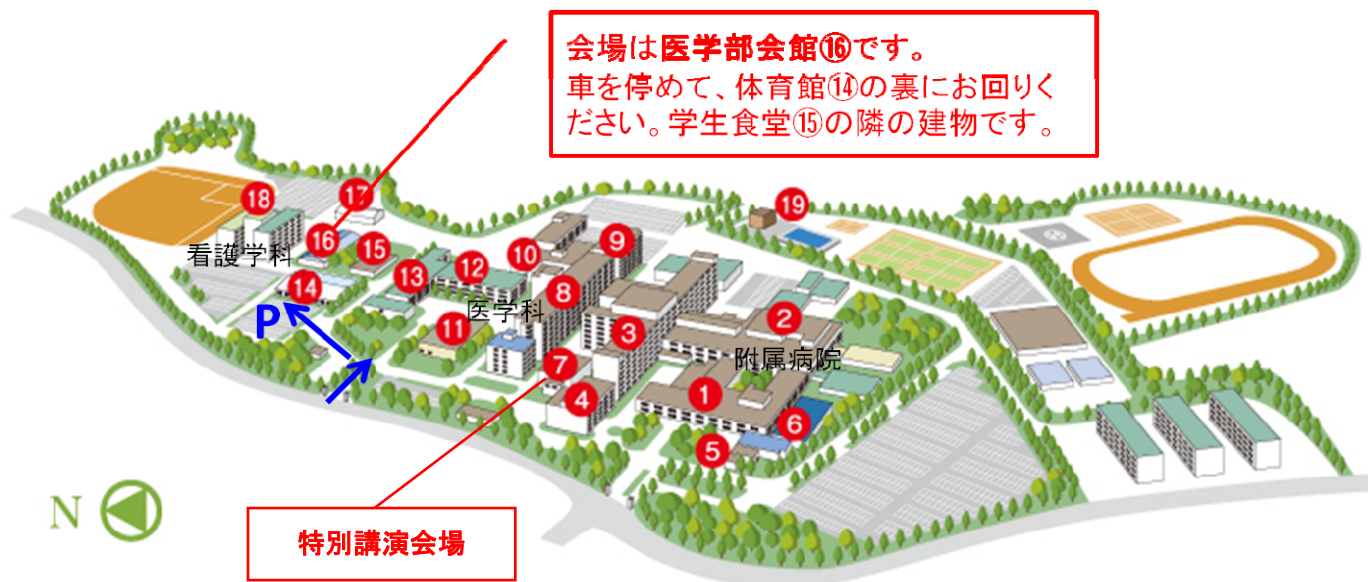 会場は医学部会館⑯です。
車を停めて、体育館⑭の裏にお回りく
ださい。学生食堂⑮の隣の建物です。
19
18
17
16
15
看護学科
14
13
12
10
9
8
医学科
11
3
2
附属病院
P
7
4
1
6
5
N
特別講演会場